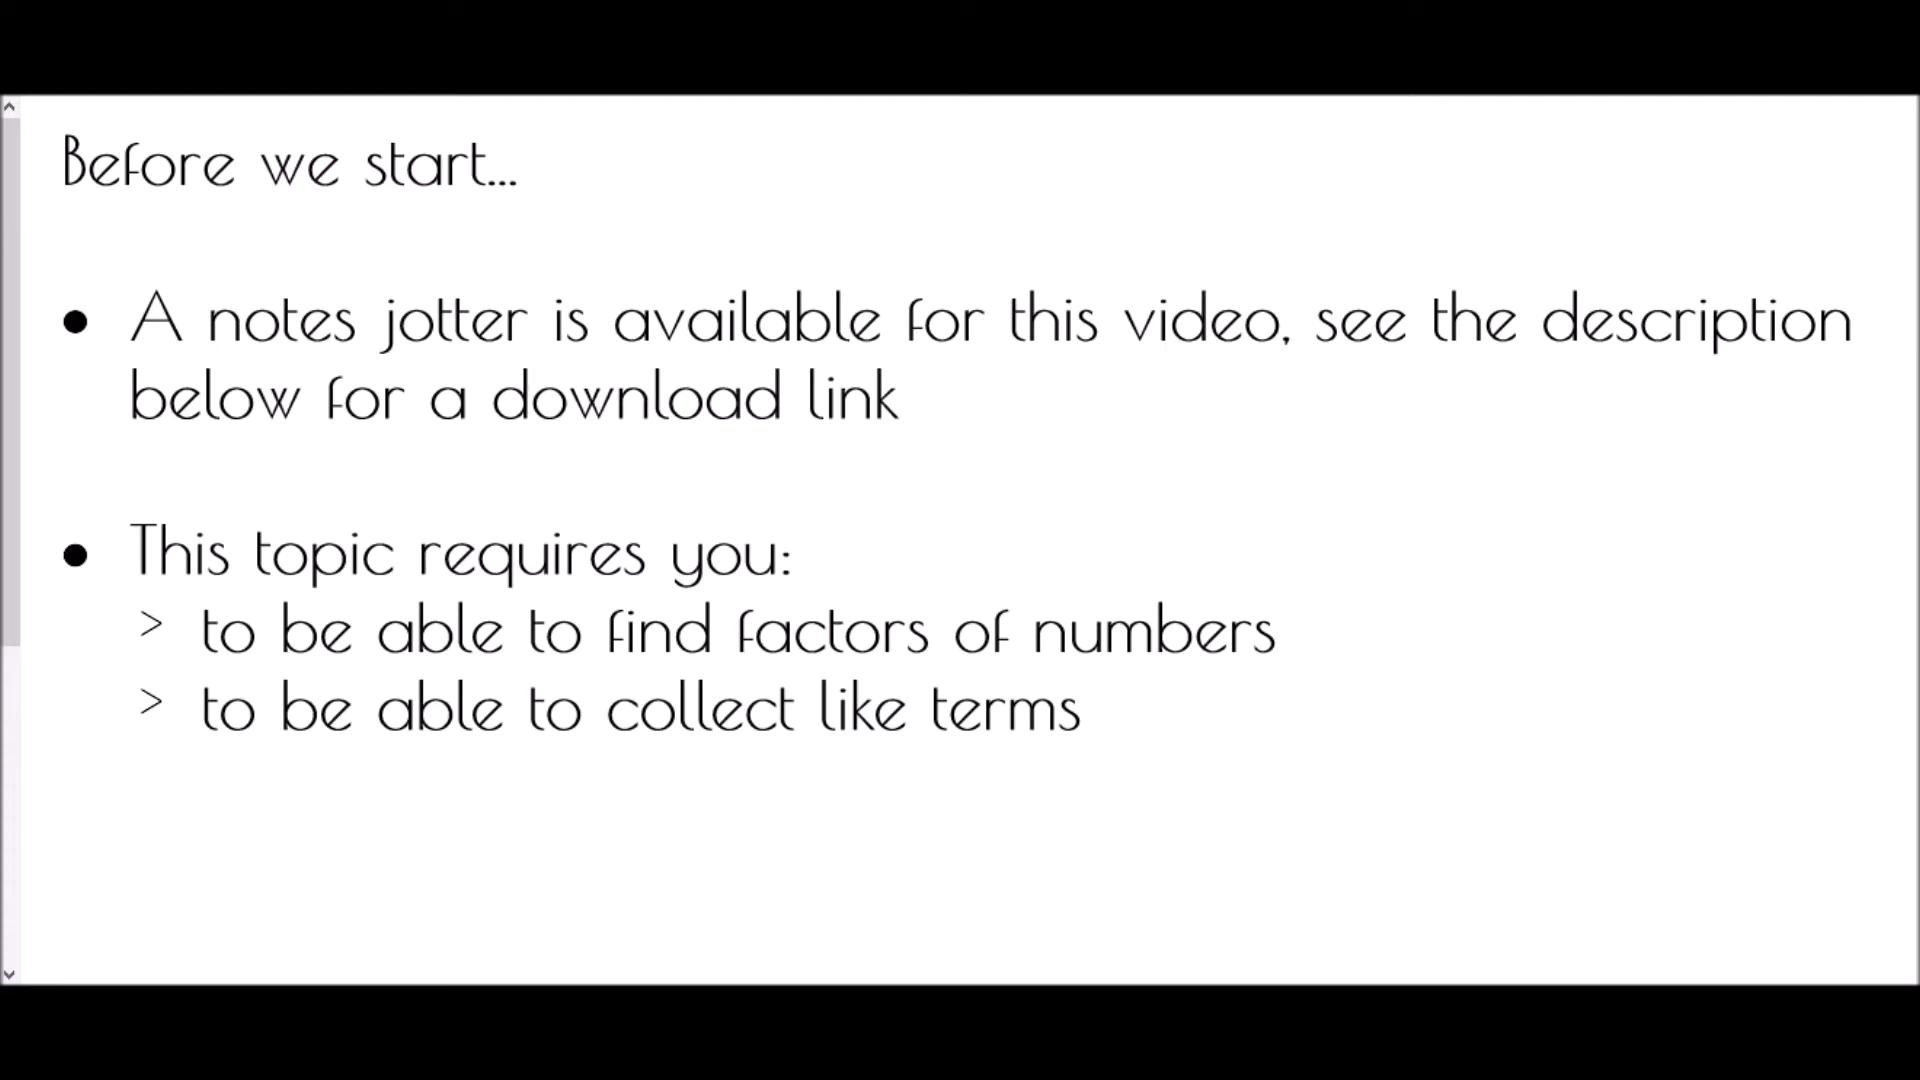 Before we start...
• A notes jotter is available for this video, see the description
below for a download link
• This topic requires you:
> to be able to find factors of numbers
> to be able to collect like terms